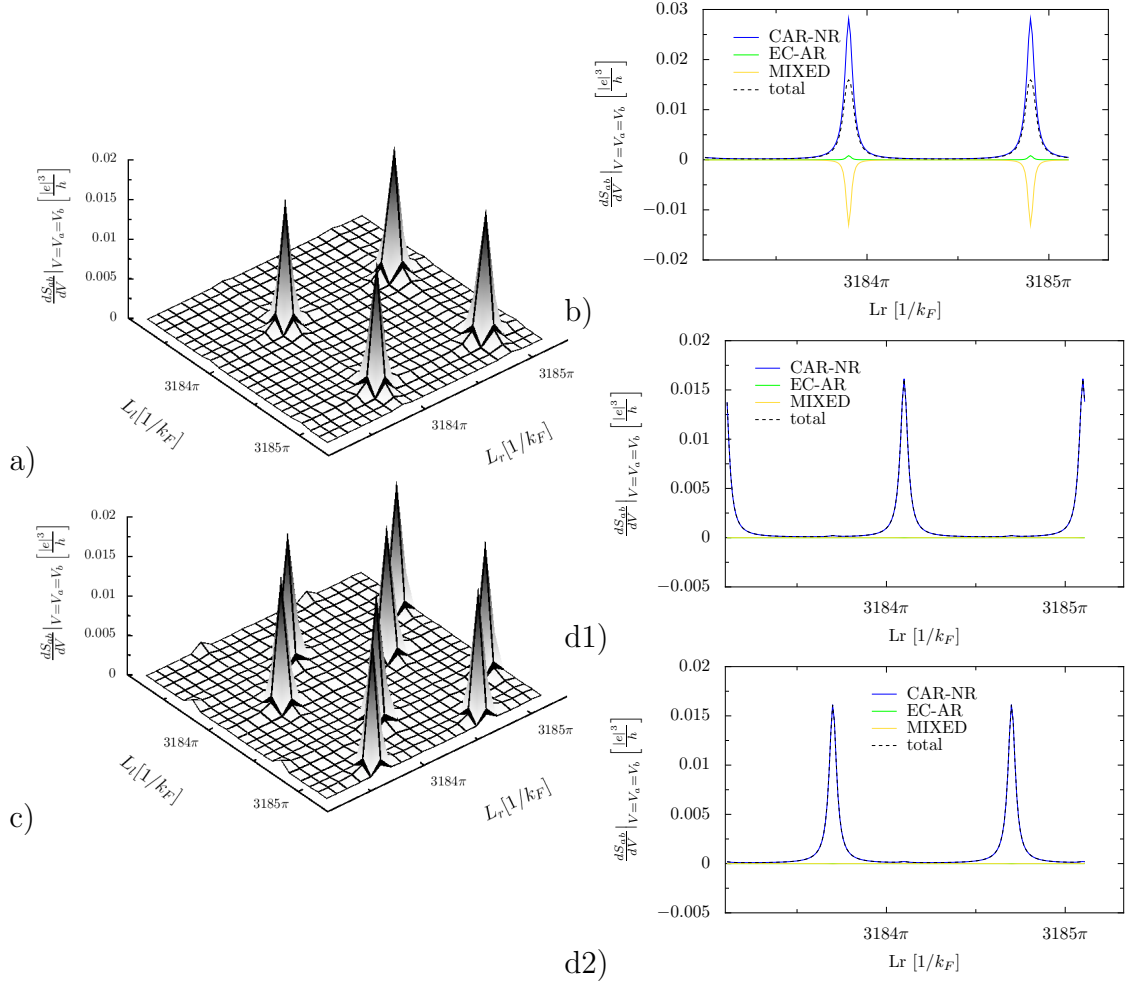 a)
dS_ab/dV |_{V=V_a=V_b} [|e|^3/h]
0.02
0.015
0.01
0.005
0
3184π
3185π
L_l[1/k_F]
3184π
3185π
L_r[1/k_F]
b)
dS_ab/dV |_{V=V_a=V_b} [|e|^3/h]
0.03
0.02
0.01
0
−0.01
−0.02
CAR-NR
EC-AR
MIXED
total
3184π
3185π
Lr [1/k_F]
c)
dS_ab/dV |_{V=V_a=V_b} [|e|^3/h]
0.02
0.015
0.01
0.005
0
3184π
3185π
L_l[1/k_F]
3184π
3185π
L_r[1/k_F]
d1)
dS_ab/dV |_{V=V_a=V_b} [|e|^3/h]
0.02
0.015
0.01
0.005
0
−0.005
CAR-NR
EC-AR
MIXED
total
3184π
3185π
Lr [1/k_F]
d2)
dS_ab/dV |_{V=V_a=V_b} [|e|^3/h]
0.02
0.015
0.01
0.005
0
−0.005
CAR-NR
EC-AR
MIXED
total
3184π
3185π
Lr [1/k_F]